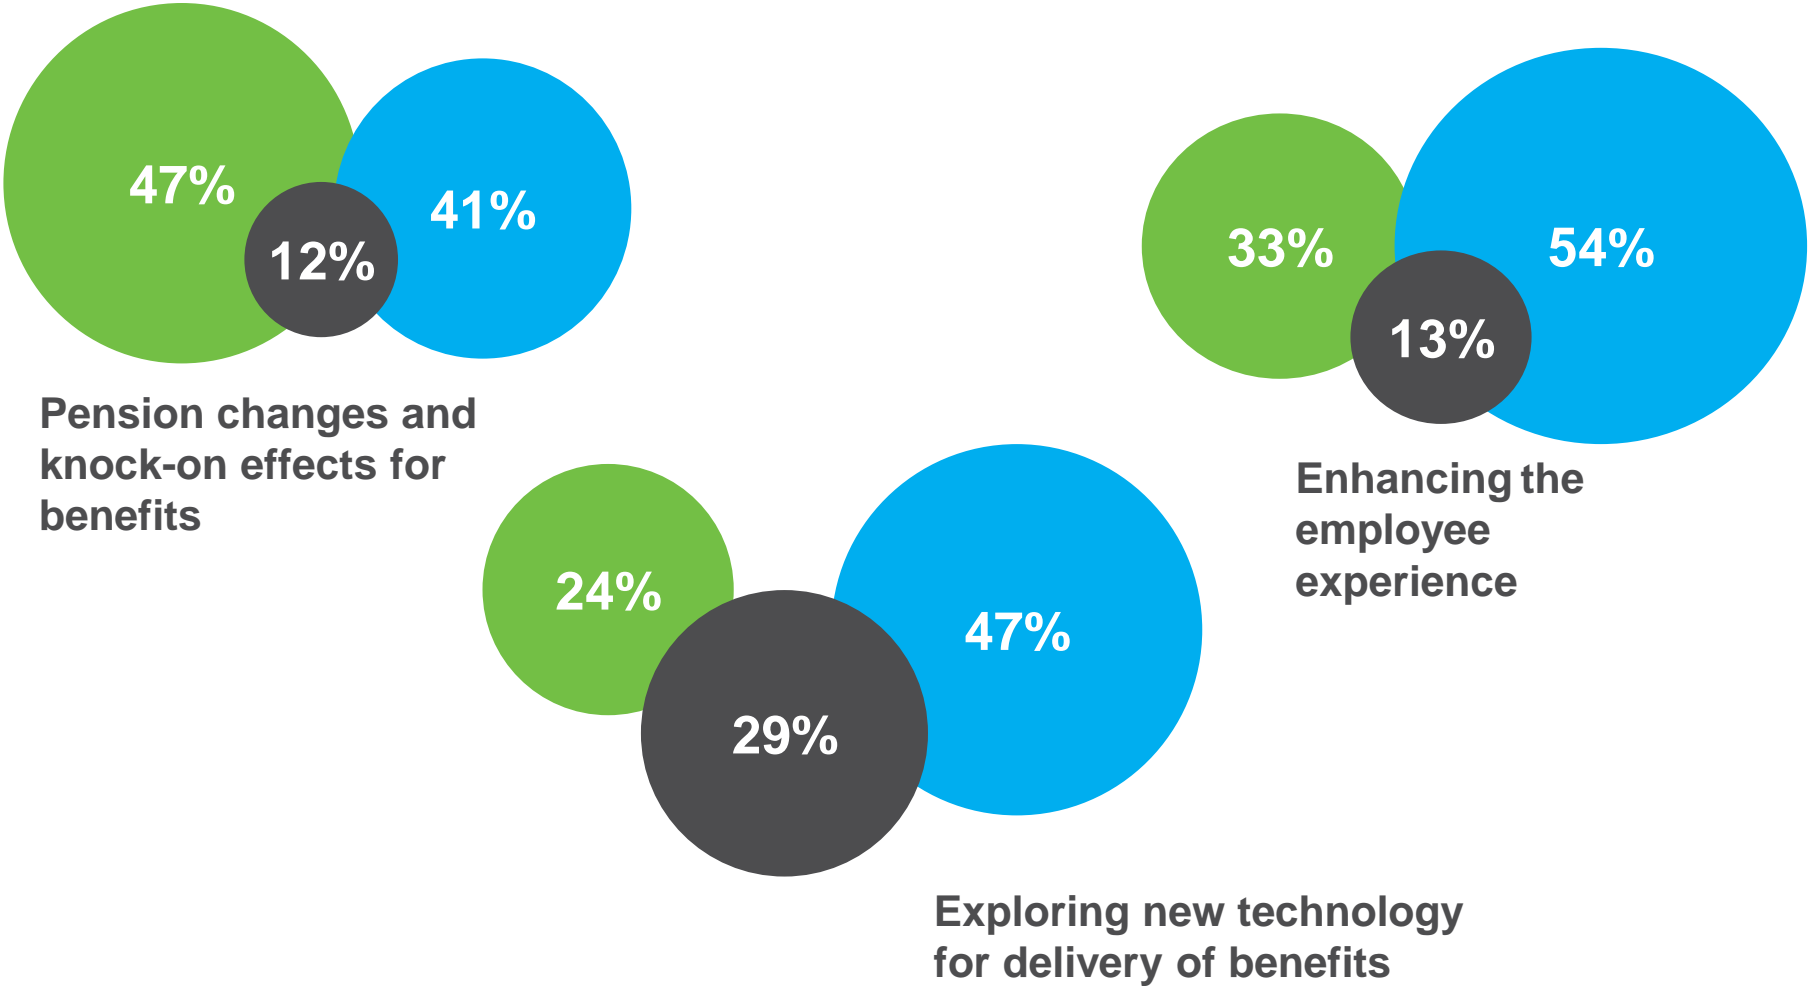 47%
41%
12%
Pension changes and
knock-on effects for
benefits
33%
54%
13%
Enhancing the
employee
experience
24%
47%
29%
Exploring new technology
for delivery of benefits